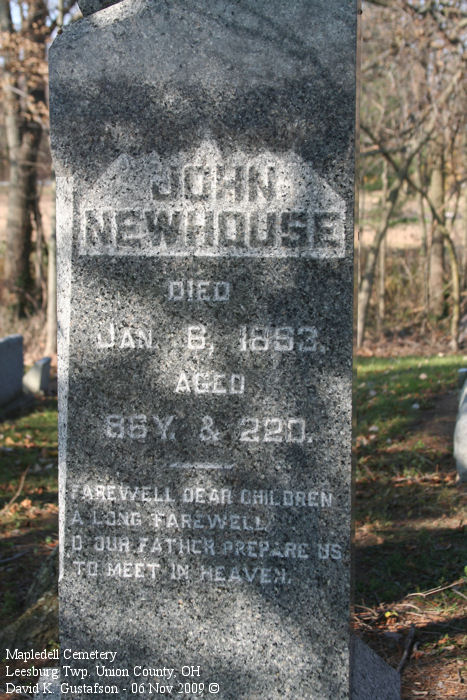 JOHN
NEWHOUSE
DIED
JAN. 6, 1863.
AGED
86Y. & 22D.
FAREWELL DEAR CHILDREN
A LONG FAREWELL,
O OUR FATHER PREPARE US
TO MEET IN HEAVEN.
Mapledell Cemetery
Leesburg Twp. Union County, OH
David K. Gustafson - 06 Nov 2009 ©